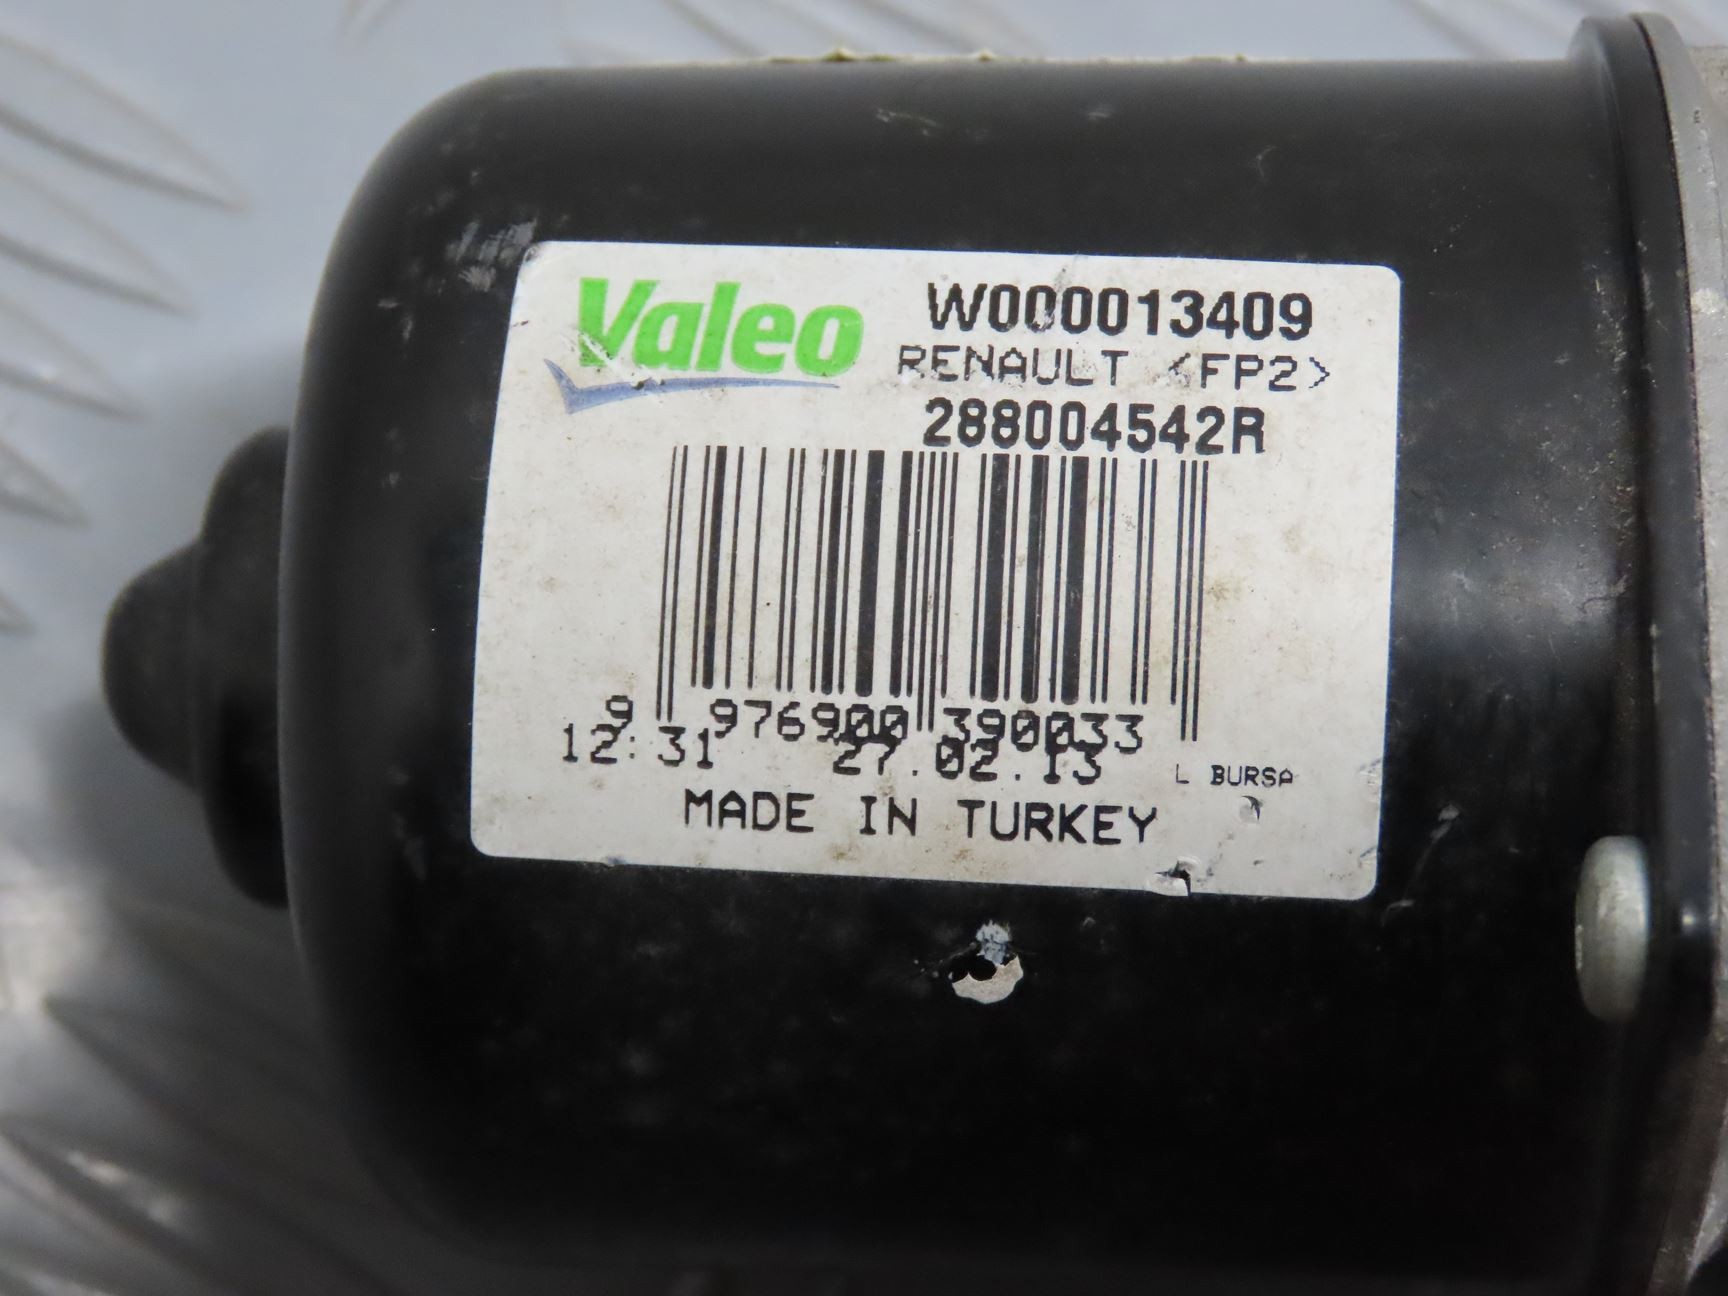 Valeo
W000013409
RENAULT <FP2>
288004542R
9 976900 390033
12:31 27.02.13 L BURSA
MADE IN TURKEY